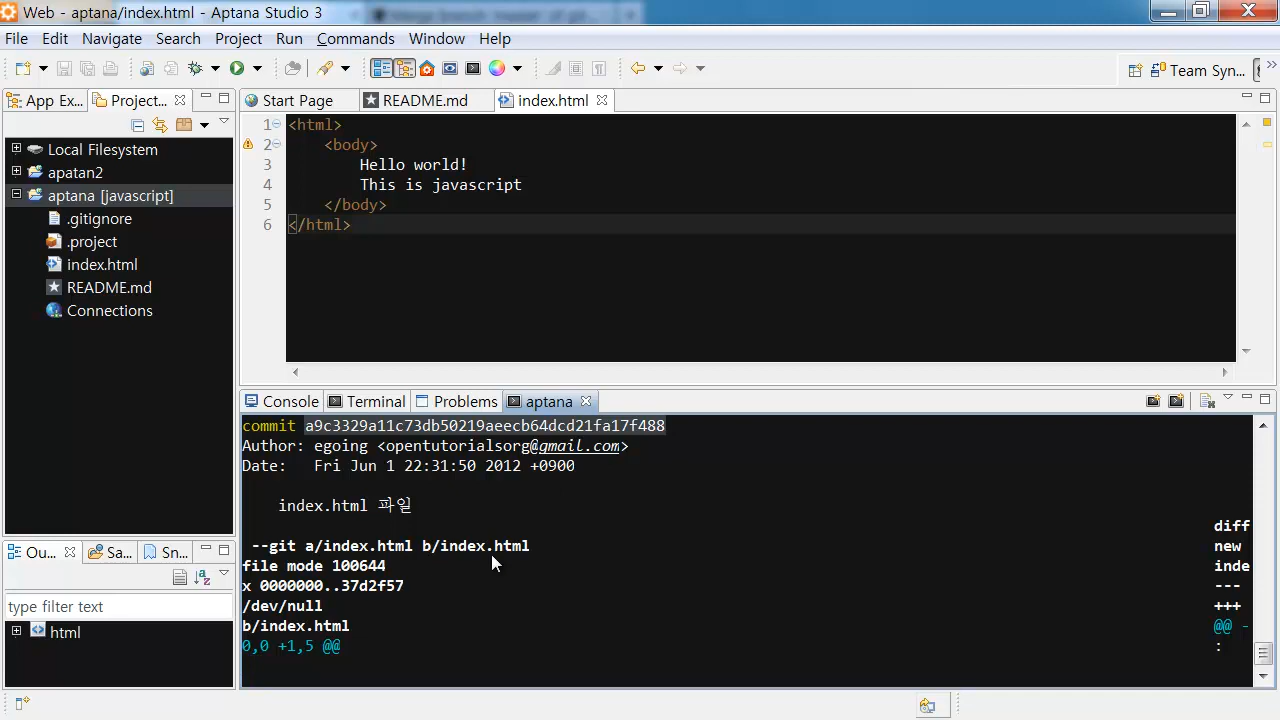 Web - aptana/index.html - Aptana Studio 3
File Edit Navigate Search Project Run Commands Window Help
Team Syn...
App Ex... Project...
Start Page README.md index.html
Local Filesystem
apatan2
aptana [javascript]
.gitignore
.project
index.html
README.md
Connections
1 <html>
2 <body>
3 Hello world!
4 This is javascript
5 </body>
6 </html>
Ou... Sa... Sn...
type filter text
html
Console Terminal Problems aptana
commit a9c3329a11c73db50219aeecb64dcd21fa17f488
Author: egoing <opentutorialsorg@gmail.com>
Date: Fri Jun 1 22:31:50 2012 +0900
index.html 파일
diff
--git a/index.html b/index.html new
file mode 100644 inde
x 0000000..37d2f57 ---
/dev/null +++
b/index.html @@ -
0,0 +1,5 @@ :